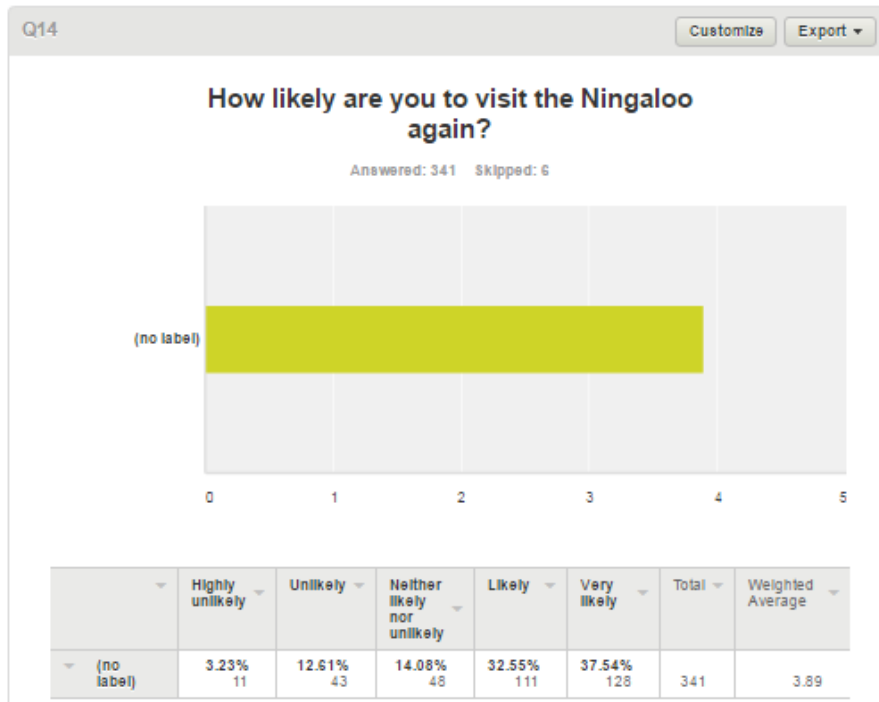 Q14
Customize
Export
How likely are you to visit the Ningaloo
again?
Answered: 341 Skipped: 6
(no label)
0 1 2 3 4 5
Highly unlikely Unlikely Neither likely nor unlikely Likely Very likely Total Weighted Average
(no label) 3.23% 12.61% 14.08% 32.55% 37.54%
11 43 48 111 128 341 3.89